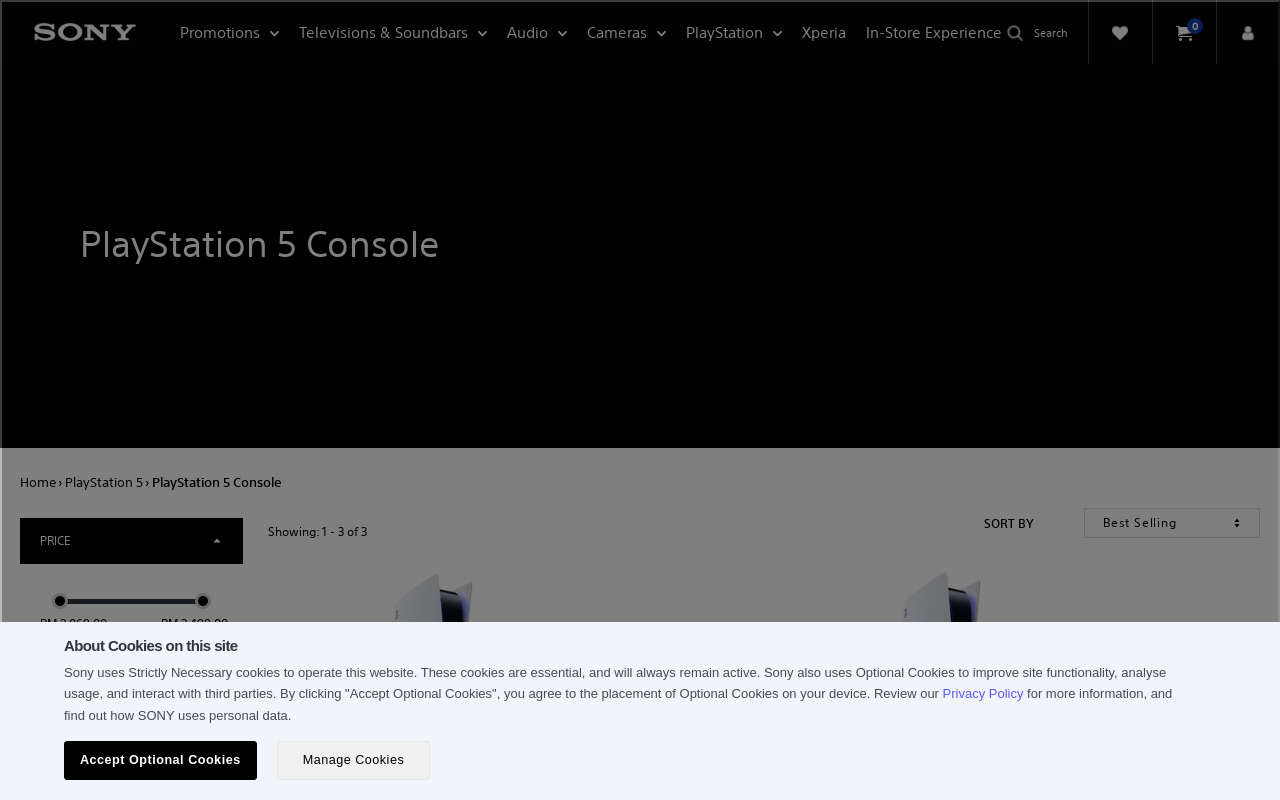 SONY
Promotions Televisions & Soundbars Audio Cameras PlayStation Xperia In-Store Experience Search 0
PlayStation 5 Console
Home › PlayStation 5 › PlayStation 5 Console
PRICE
Showing: 1 - 3 of 3
SORT BY
Best Selling
About Cookies on this site
Sony uses Strictly Necessary cookies to operate this website. These cookies are essential, and will always remain active. Sony also uses Optional Cookies to improve site functionality, analyse
usage, and interact with third parties. By clicking "Accept Optional Cookies", you agree to the placement of Optional Cookies on your device. Review our Privacy Policy for more information, and
find out how SONY uses personal data.
Accept Optional Cookies
Manage Cookies